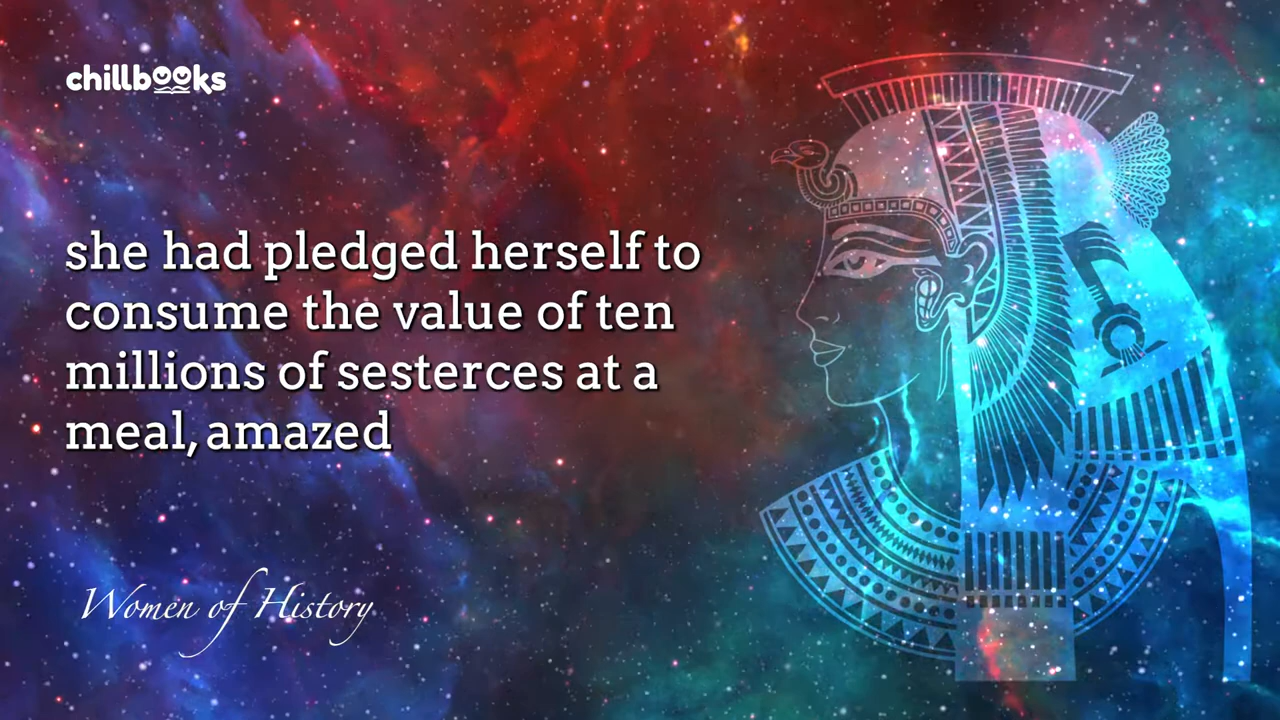 chillbooks
she had pledged herself to
consume the value of ten
millions of sesterces at a
meal, amazed
Women of History